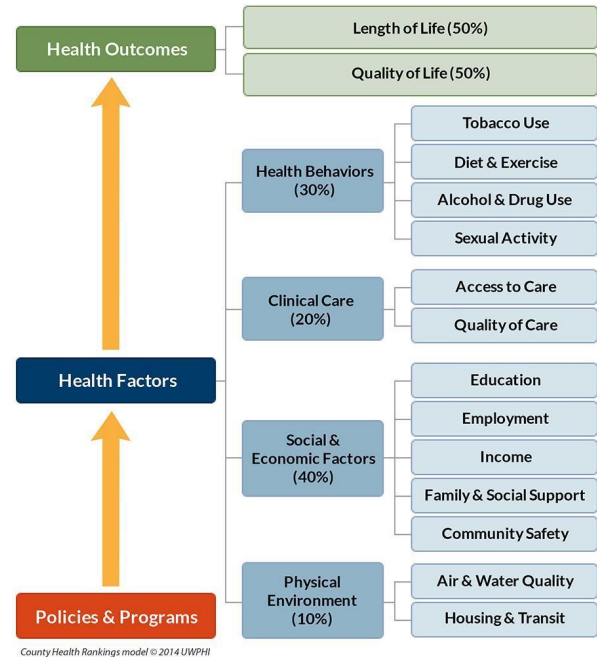 Health Outcomes
Length of Life (50%)
Quality of Life (50%)
Health Factors
Health Behaviors
(30%)
Tobacco Use
Diet & Exercise
Alcohol & Drug Use
Sexual Activity
Clinical Care
(20%)
Access to Care
Quality of Care
Social &
Economic Factors
(40%)
Education
Employment
Income
Family & Social Support
Community Safety
Physical
Environment
(10%)
Air & Water Quality
Housing & Transit
Policies & Programs
County Health Rankings model © 2014 UWPHI